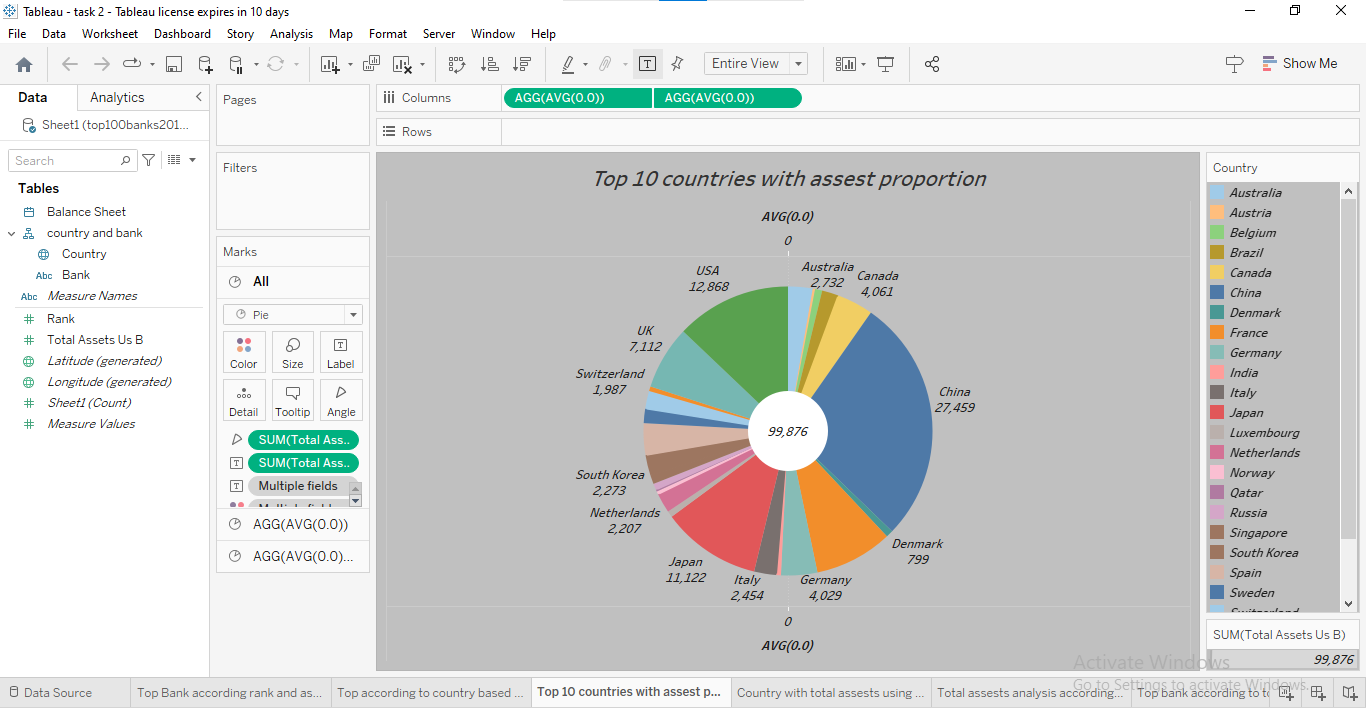 Tableau - task 2 - Tableau license expires in 10 days
File Data Worksheet Dashboard Story Analysis Map Format Server Window Help
Entire View
Show Me
Data Analytics
Sheet1 (top100banks201...
Search
Tables
Balance Sheet
country and bank
Country
Abc Bank
Abc Measure Names
Rank
Total Assets Us B
Latitude (generated)
Longitude (generated)
Sheet1 (Count)
Measure Values
Pages
Filters
Marks
All
Pie
Color Size Label
Detail Tooltip Angle
SUM(Total Ass..
SUM(Total Ass..
Multiple fields
AGG(AVG(0.0))
AGG(AVG(0.0)...
Columns AGG(AVG(0.0)) AGG(AVG(0.0))
Rows
Top 10 countries with assest proportion
AVG(0.0)
0
USA
12,868
Australia
2,732
Canada
4,061
UK
7,112
Switzerland
1,987
China
27,459
99,876
South Korea
2,273
Netherlands
2,207
Denmark
799
Japan
11,122
Italy
2,454
Germany
4,029
0
AVG(0.0)
Country
Australia
Austria
Belgium
Brazil
Canada
China
Denmark
France
Germany
India
Italy
Japan
Luxembourg
Netherlands
Norway
Qatar
Russia
Singapore
South Korea
Spain
Sweden
Switzerland
SUM(Total Assets Us B)
99,876
Activate Windows
Go to Settings to activate Windows.
Data Source
Top Bank according rank and as...
Top according to country based ...
Top 10 countries with assest p...
Country with total assests using ...
Total assests analysis according...
Top bank according to to